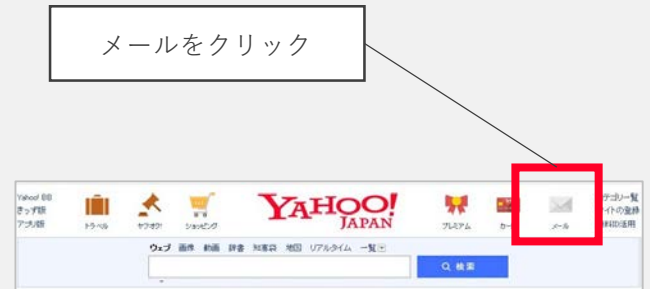 メールをクリック
Yahoo! BB
きっず版
アプリ版
トラベル
ヤフオク!
ショッピング
YAHOO!
JAPAN
プレミアム
カー
メール
テゴリ一覧
イトの登録
ウェブ 画像 動画 辞書 知恵袋 地図 リアルタイム 一覧
検索